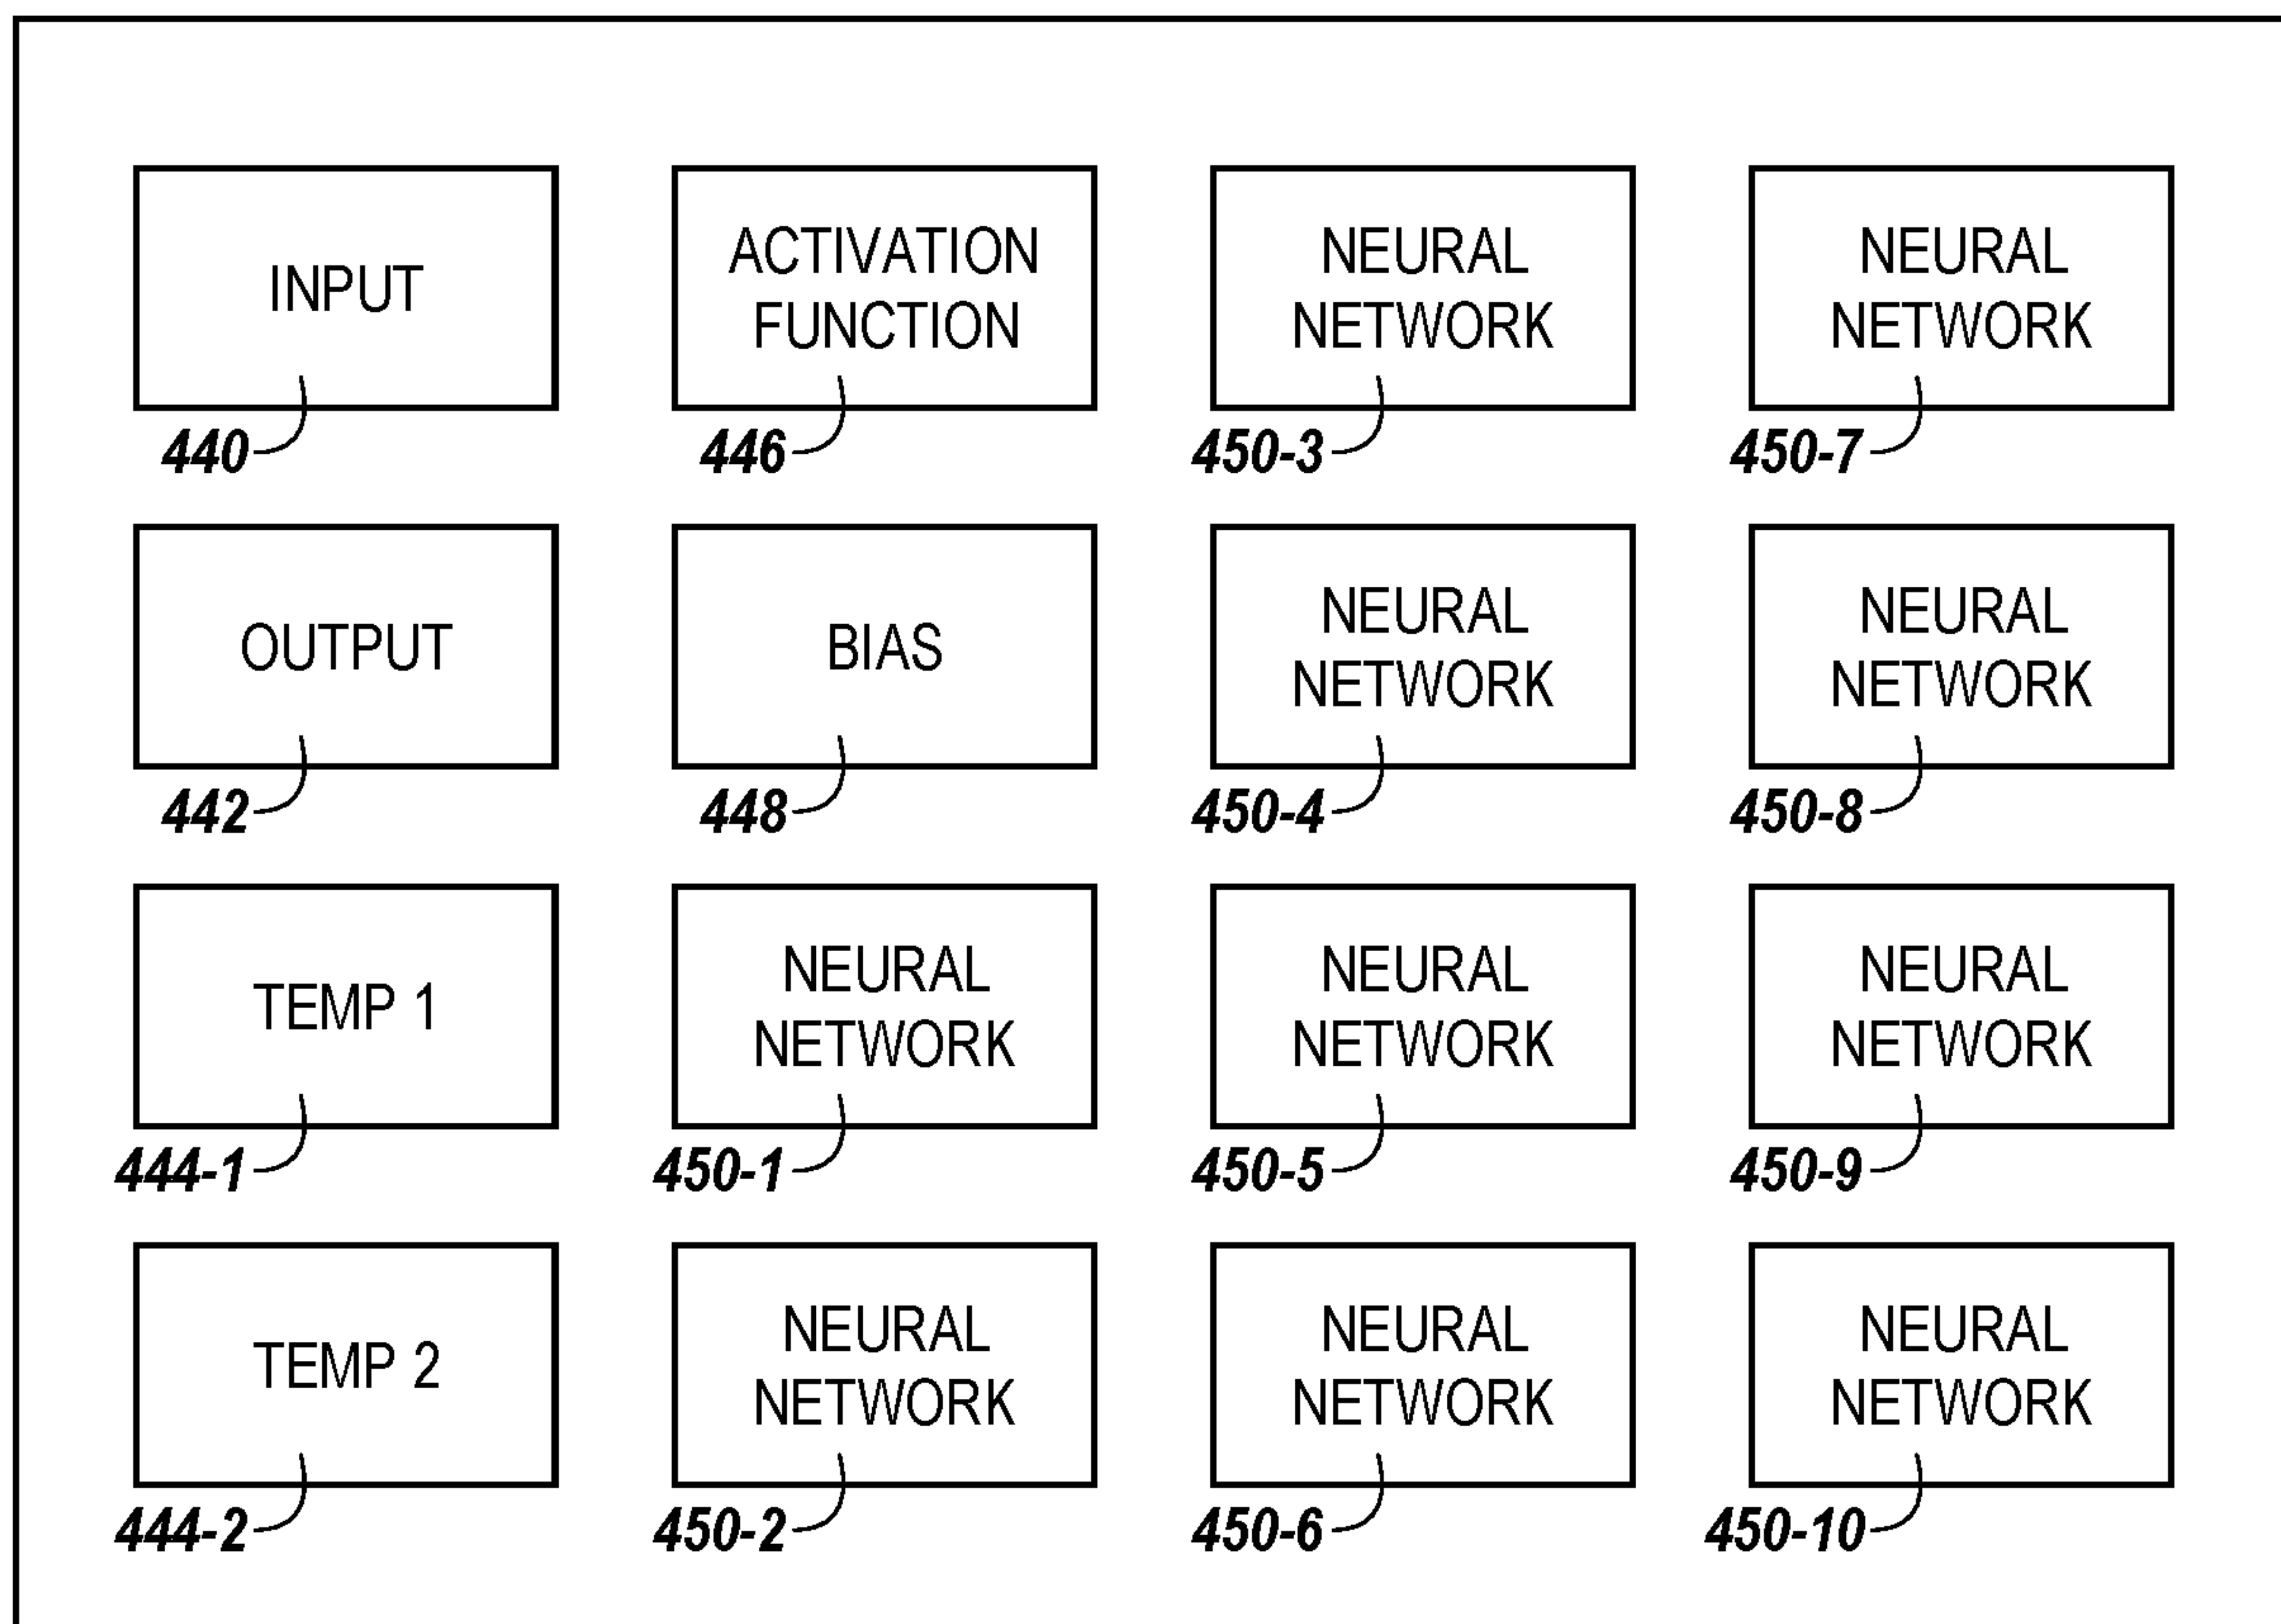 INPUT
440
ACTIVATION
FUNCTION
446
NEURAL
NETWORK
450-3
NEURAL
NETWORK
450-7
OUTPUT
442
BIAS
448
NEURAL
NETWORK
450-4
NEURAL
NETWORK
450-8
TEMP 1
444-1
NEURAL
NETWORK
450-1
NEURAL
NETWORK
450-5
NEURAL
NETWORK
450-9
TEMP 2
444-2
NEURAL
NETWORK
450-2
NEURAL
NETWORK
450-6
NEURAL
NETWORK
450-10